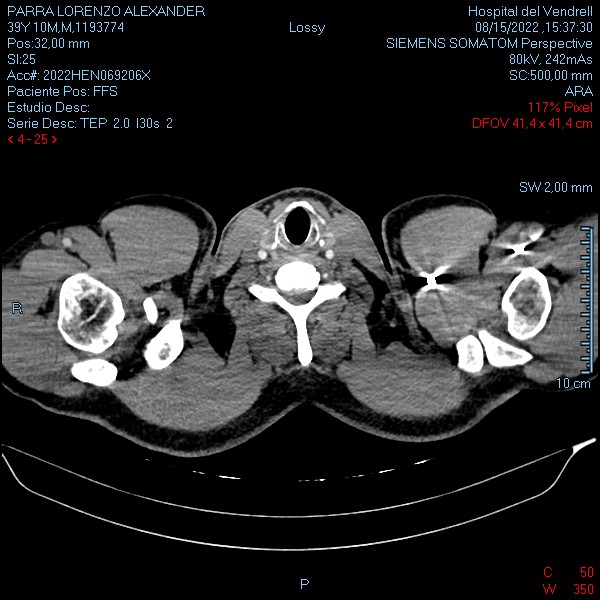 PARRA LORENZO ALEXANDER
39Y 10M,M,1193774
Pos:32,00 mm
SI:25
Acc#: 2022HEN069206X
Paciente Pos: FFS
Estudio Desc:
Serie Desc: TEP 2.0 I30s 2
< 4 - 25 >
Lossy
Hospital del Vendrell
08/15/2022 ,15:37:30
SIEMENS SOMATOM Perspective
80kV, 242mAs
SC:500,00 mm
ARA
117% Pixel
DFOV 41,4 x 41,4 cm
SW 2,00 mm
R
10 cm
P
C 50
W 350